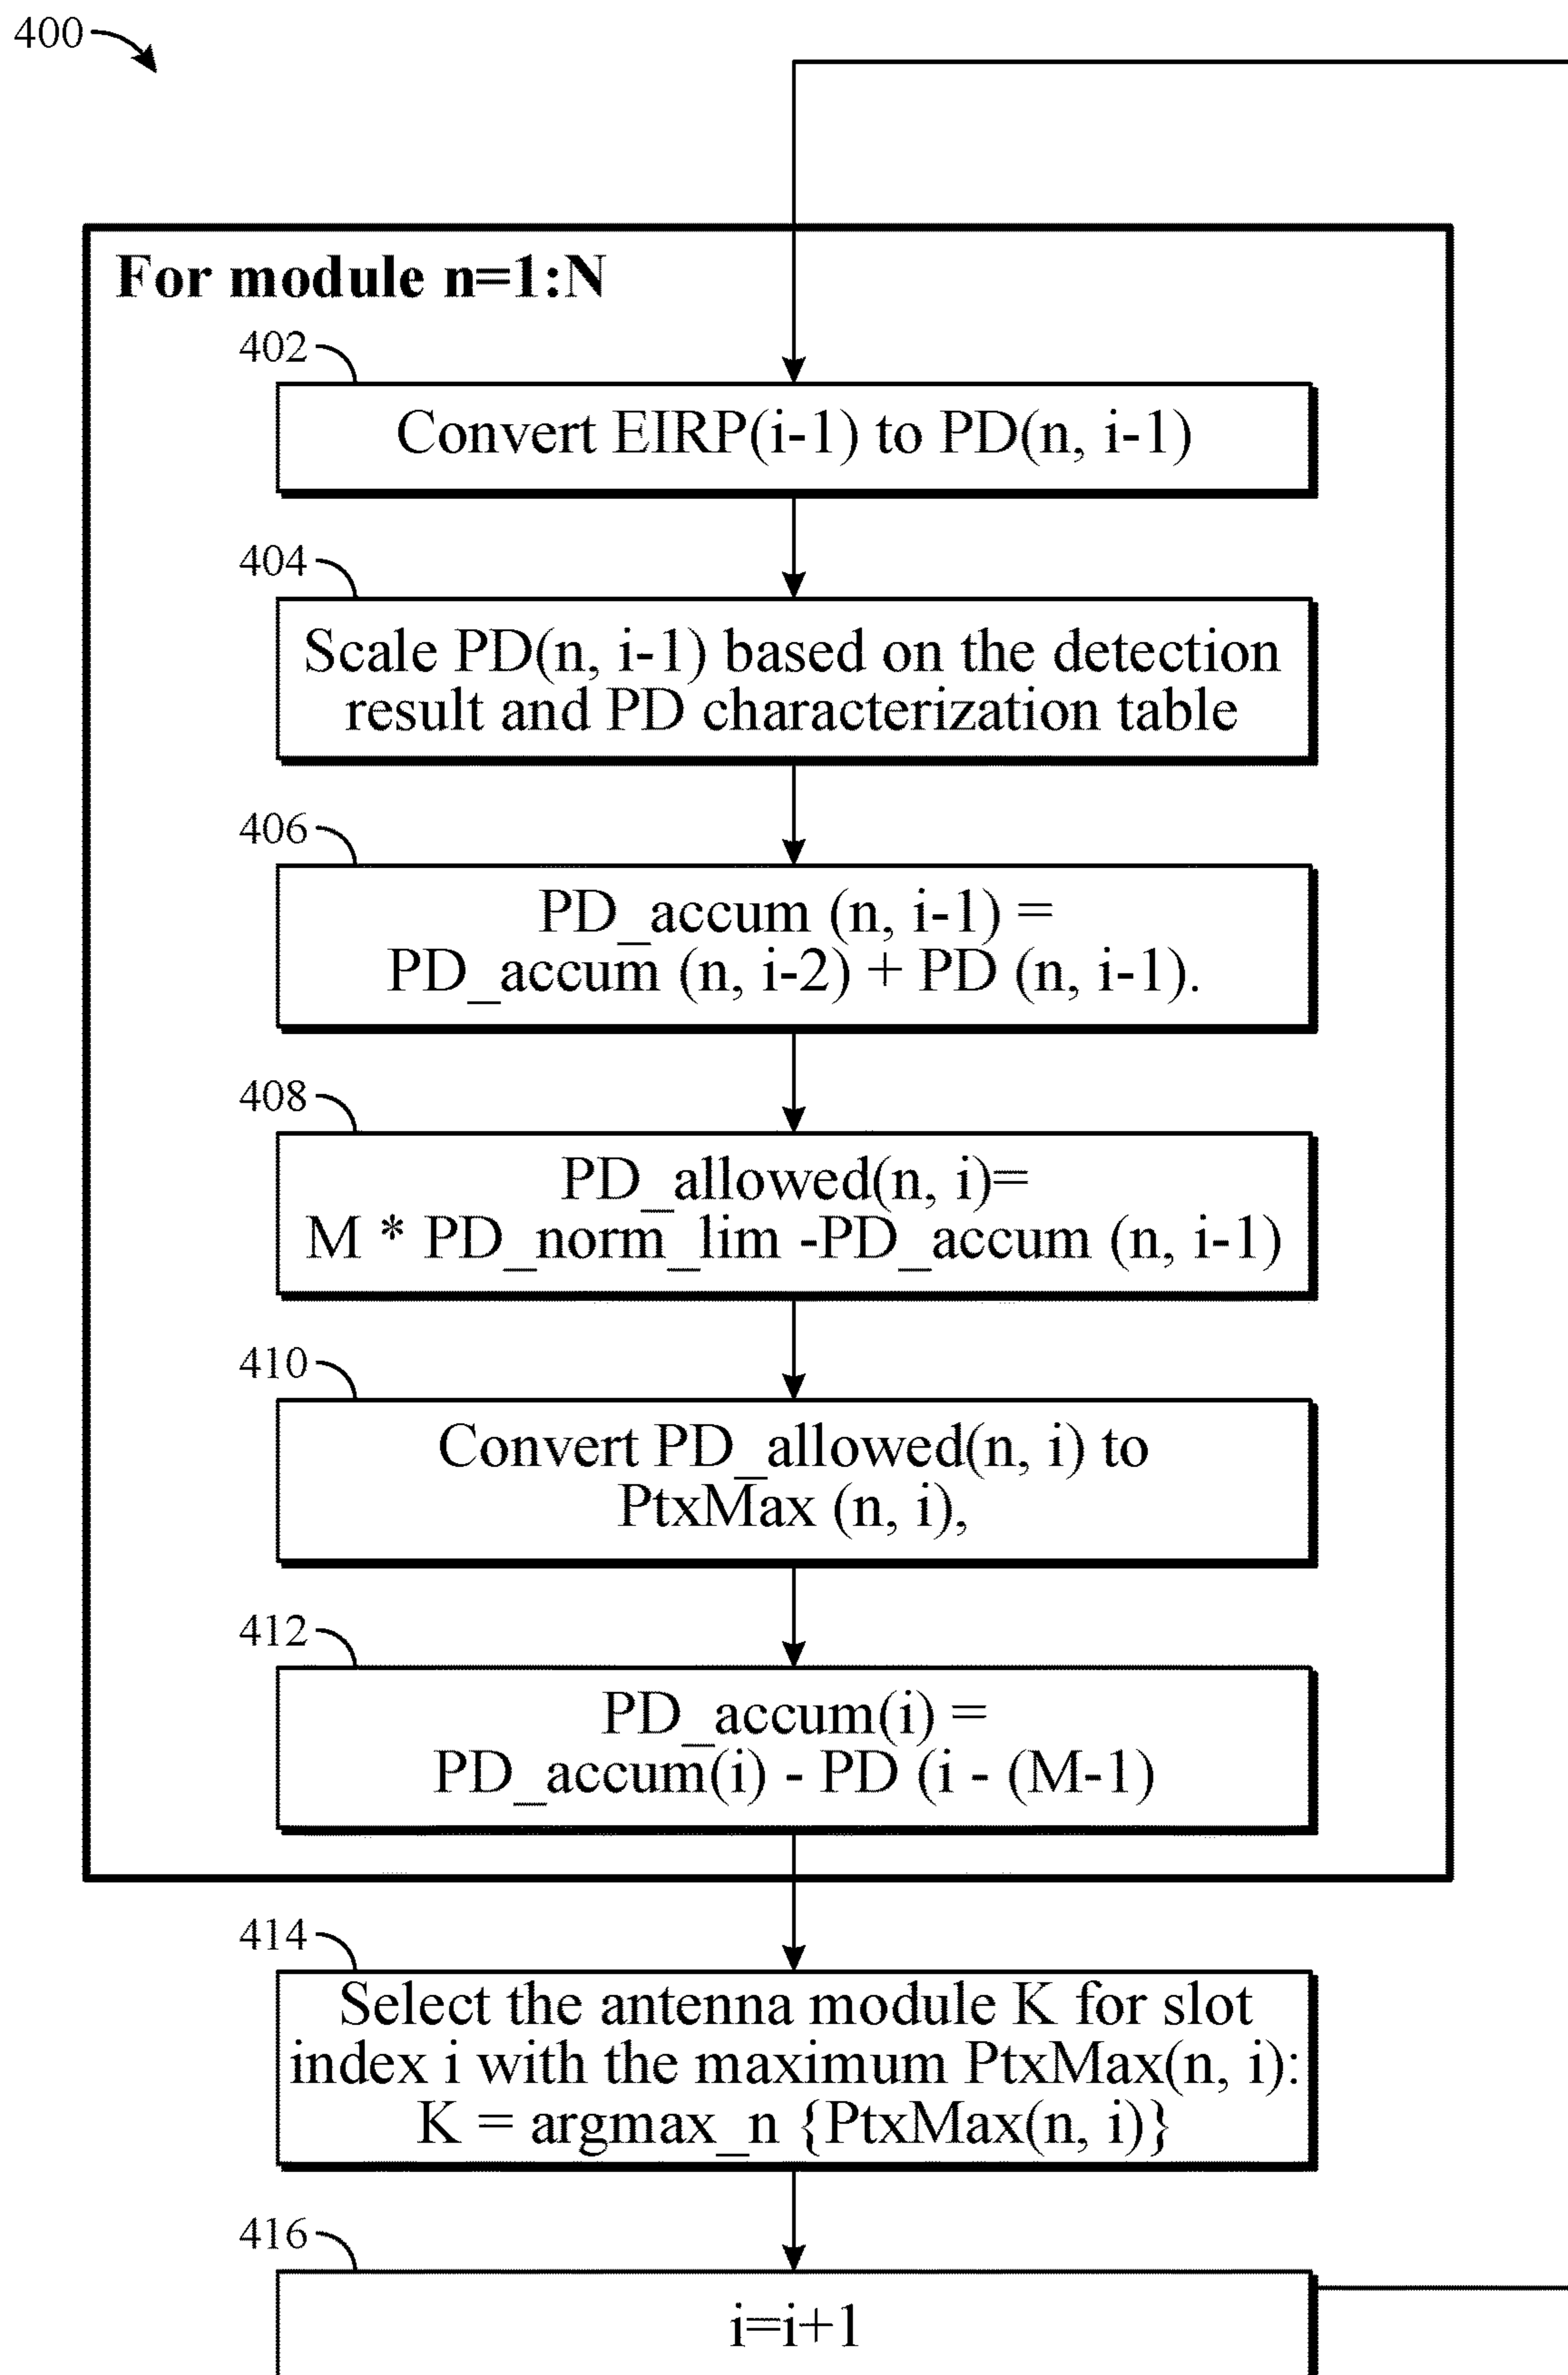 400
For module n=1:N
402
Convert EIRP(i-1) to PD(n, i-1)
404
Scale PD(n, i-1) based on the detection
result and PD characterization table
406
PD_accum (n, i-1) =
PD_accum (n, i-2) + PD (n, i-1).
408
PD_allowed(n, i)=
M * PD_norm_lim -PD_accum (n, i-1)
410
Convert PD_allowed(n, i) to
PtxMax (n, i),
412
PD_accum(i) =
PD_accum(i) - PD (i - (M-1)
414
Select the antenna module K for slot
index i with the maximum PtxMax(n, i):
K = argmax_n {PtxMax(n, i)}
416
i=i+1